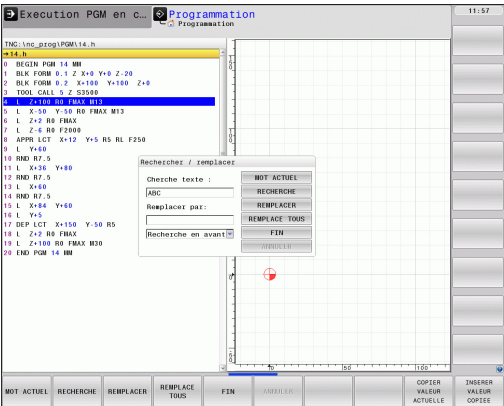 Execution PGM en c…
Programmation
Programmation
11:57
TNC:\nc_prog\PGM\14.h
→14.h
0 BEGIN PGM 14 MM
1 BLK FORM 0.1 Z X+0 Y+0 Z-20
2 BLK FORM 0.2 X+100 Y+100 Z+0
3 TOOL CALL 5 Z S3500
4 L Z+100 R0 FMAX M13
5 L X-50 Y-50 R0 FMAX M13
6 L Z+2 R0 FMAX
7 L Z-6 R0 F2000
8 APPR LCT X+12 Y+5 R5 RL F250
9 L Y+60
10 RND R7.5
11 L X+36 Y+80
12 RND R7.5
13 L X+60
14 RND R7.5
15 L X+84 Y+60
16 L Y+5
17 DEP LCT X+150 Y-50 R5
18 L Z+2 R0 FMAX
19 L Z+100 R0 FMAX M30
20 END PGM 14 MM
Rechercher / remplacer
Cherche texte :
ABC
Remplacer par:
Recherche en avant
MOT ACTUEL
RECHERCHE
REMPLACER
REMPLACE TOUS
FIN
ANNULER
0
50
100
MOT ACTUEL
RECHERCHE
REMPLACER
REMPLACE TOUS
FIN
ANNULER
COPIER VALEUR ACTUELLE
INSERER VALEUR COPIEE